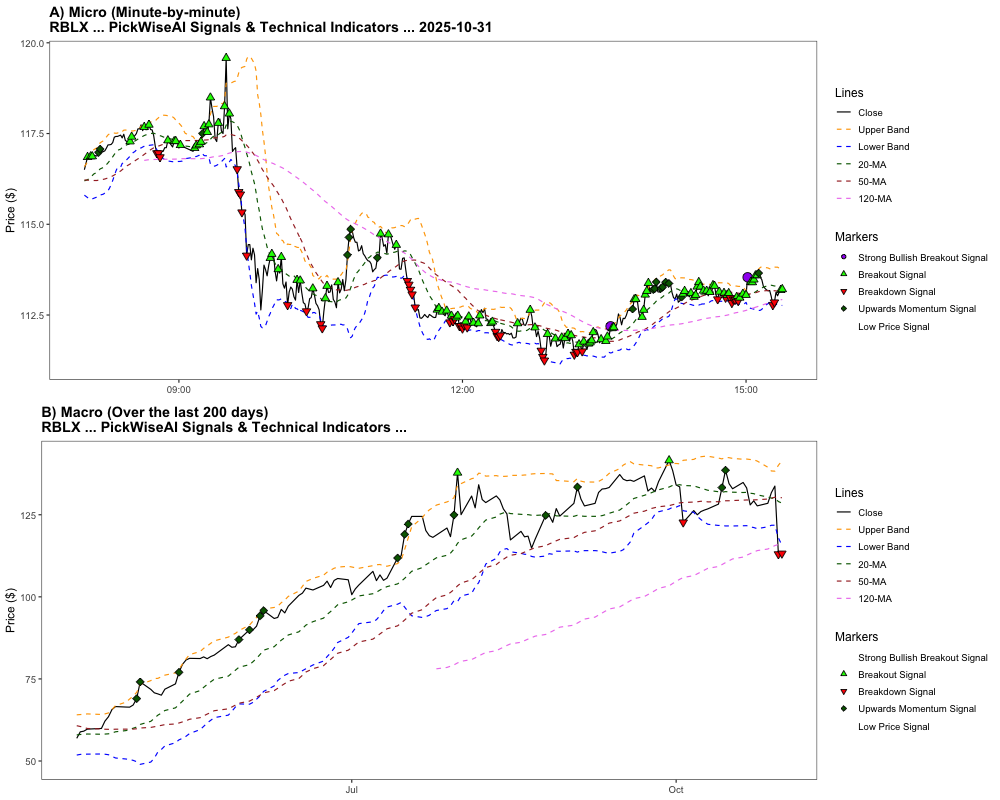 A) Micro (Minute-by-minute)
RBLX ... PickWiseAI Signals & Technical Indicators ... 2025-10-31
120.0
117.5
115.0
112.5
Price ($)
09:00
12:00
15:00
Lines
Close
Upper Band
Lower Band
20-MA
50-MA
120-MA
Markers
Strong Bullish Breakout Signal
Breakout Signal
Breakdown Signal
Upwards Momentum Signal
Low Price Signal
B) Macro (Over the last 200 days)
RBLX ... PickWiseAI Signals & Technical Indicators ...
125
100
75
50
Price ($)
Jul
Oct
Lines
Close
Upper Band
Lower Band
20-MA
50-MA
120-MA
Markers
Strong Bullish Breakout Signal
Breakout Signal
Breakdown Signal
Upwards Momentum Signal
Low Price Signal